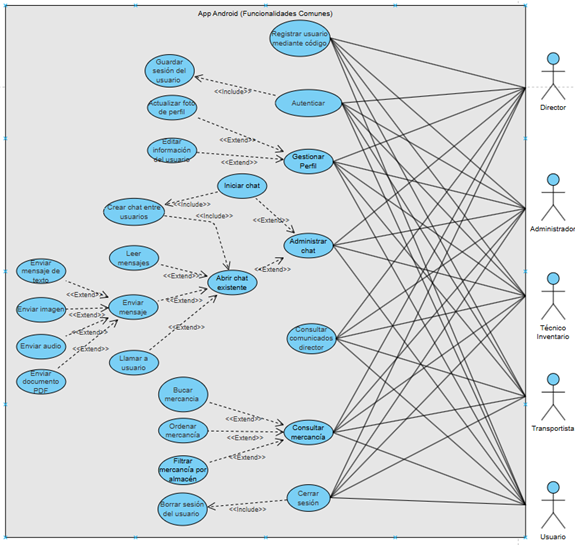 App Android (Funcionalidades Comunes)
Registrar usuario
mediante código
Guardar
sesión del
usuario
<<Include>>
Autenticar
Actualizar foto
de perfil
<<Extend>>
Editar
información
del usuario
<<Extend>>
Gestionar
Perfil
Iniciar chat
<<Include>>
Crear chat entre
usuarios
<<Include>>
<<Extend>>
Administrar
chat
Leer
mensajes
<<Extend>>
<<Extend>>
Abrir chat
existente
Enviar
mensaje de
texto
<<Extend>>
Enviar imagen
<<Extend>>
Enviar
mensaje
<<Extend>>
Enviar audio
<<Extend>>
Enviar
documento
PDF
<<Extend>>
Llamar a
usuario
<<Extend>>
Consultar
comunicados
director
Bucar
mercancia
<<Extend>>
Ordenar
mercancía
<<Extend>>
Consultar
mercancía
Filtrar
mercancía por
almacén
<<Extend>>
Borrar sesión
del usuario
<<Include>>
Cerrar
sesión
Director
Administrador
Técnico
Inventario
Transportista
Usuario